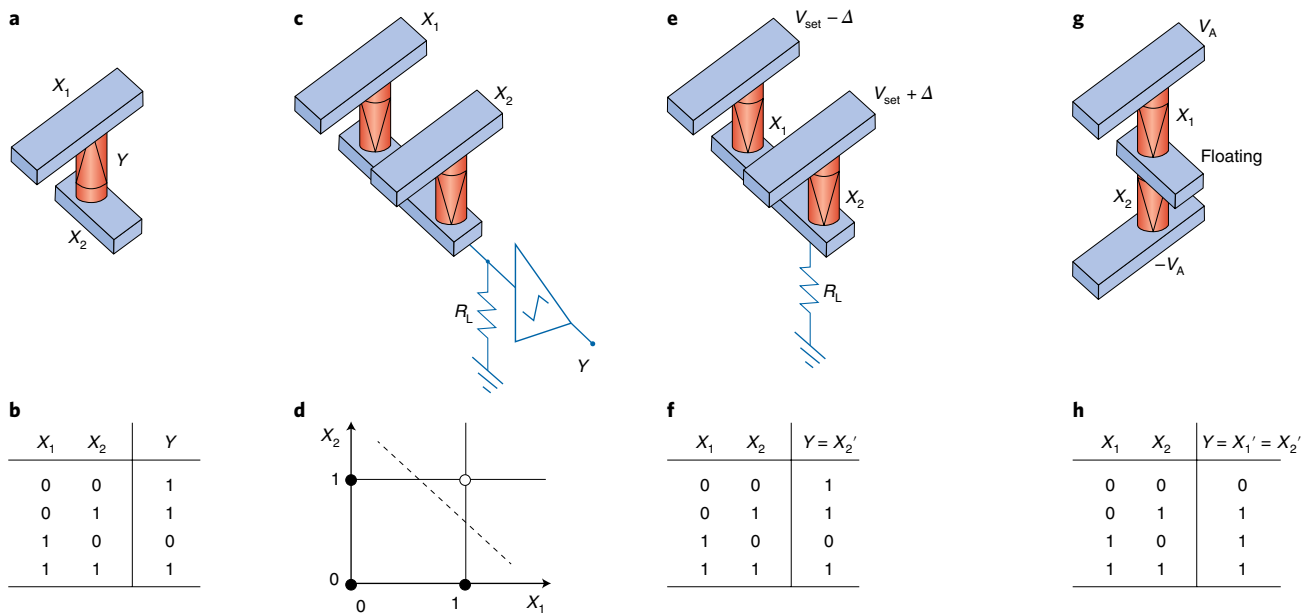 a
X1
Y
X2
c
X1
X2
RL
Y
e
Vset − Δ
Vset + Δ
X1
X2
RL
g
VA
X1
Floating
X2
−VA
b
X1 X2 Y
0 0 1
0 1 1
1 0 0
1 1 1
d
X2
1
0
0 1 X1
f
X1 X2 Y = X2′
0 0 1
0 1 1
1 0 0
1 1 1
h
X1 X2 Y = X1′ = X2′
0 0 0
0 1 1
1 0 1
1 1 1